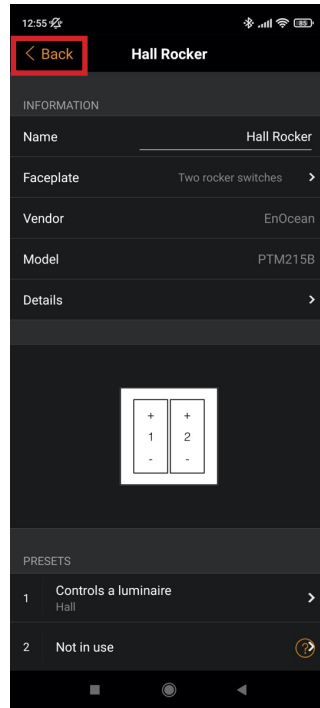 12:55 85
< Back Hall Rocker
INFORMATION
Name Hall Rocker
Faceplate Two rocker switches >
Vendor EnOcean
Model PTM215B
Details >
+ +
1 2
- -
PRESETS
1 Controls a luminaire >
Hall
2 Not in use ? >